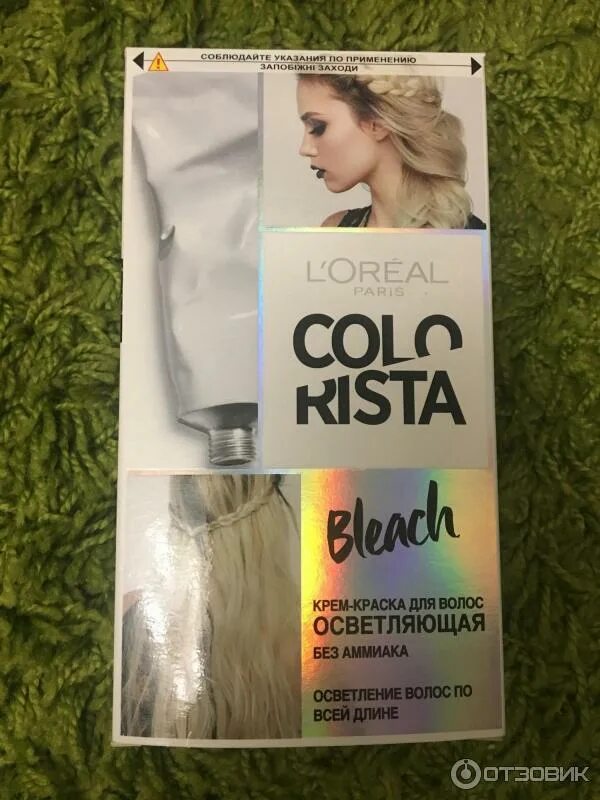 СОБЛЮДАЙТЕ УКАЗАНИЯ ПО ПРИМЕНЕНИЮ
ЗАПОБІЖНІ ЗАХОДИ
L'ORÉAL
PARIS
COLO
RISTA
Bleach
КРЕМ-КРАСКА ДЛЯ ВОЛОС
ОСВЕТЛЯЮЩАЯ
БЕЗ АММИАКА
ОСВЕТЛЕНИЕ ВОЛОС ПО
ВСЕЙ ДЛИНЕ
ОТЗОВИК